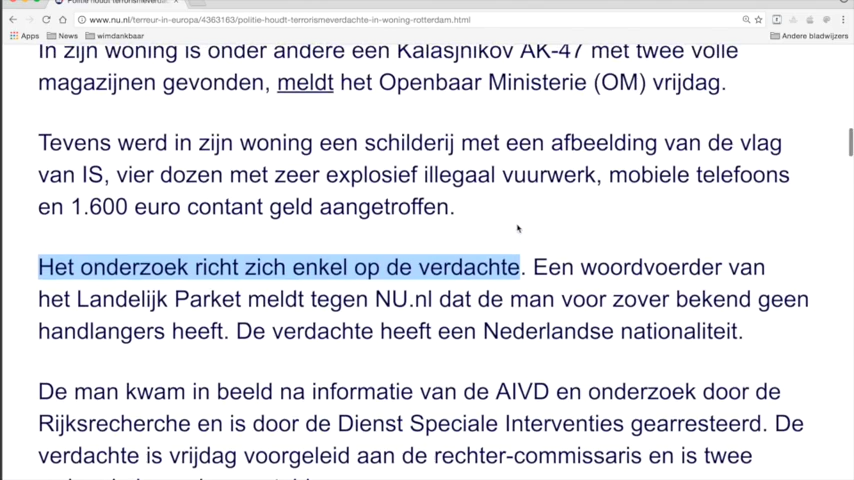 Politie houdt terreurverda
www.nu.nl/terreur-in-europa/4363163/politie-houdt-terrorismeverdachte-in-woning-rotterdam.html
Apps News wimdankbaar Andere bladwijzers
In zijn woning is onder andere een Kalasjnikov AK-47 met twee volle
magazijnen gevonden, meldt het Openbaar Ministerie (OM) vrijdag.
Tevens werd in zijn woning een schilderij met een afbeelding van de vlag
van IS, vier dozen met zeer explosief illegaal vuurwerk, mobiele telefoons
en 1.600 euro contant geld aangetroffen.
Het onderzoek richt zich enkel op de verdachte. Een woordvoerder van
het Landelijk Parket meldt tegen NU.nl dat de man voor zover bekend geen
handlangers heeft. De verdachte heeft een Nederlandse nationaliteit.
De man kwam in beeld na informatie van de AIVD en onderzoek door de
Rijksrecherche en is door de Dienst Speciale Interventies gearresteerd. De
verdachte is vrijdag voorgeleid aan de rechter-commissaris en is twee